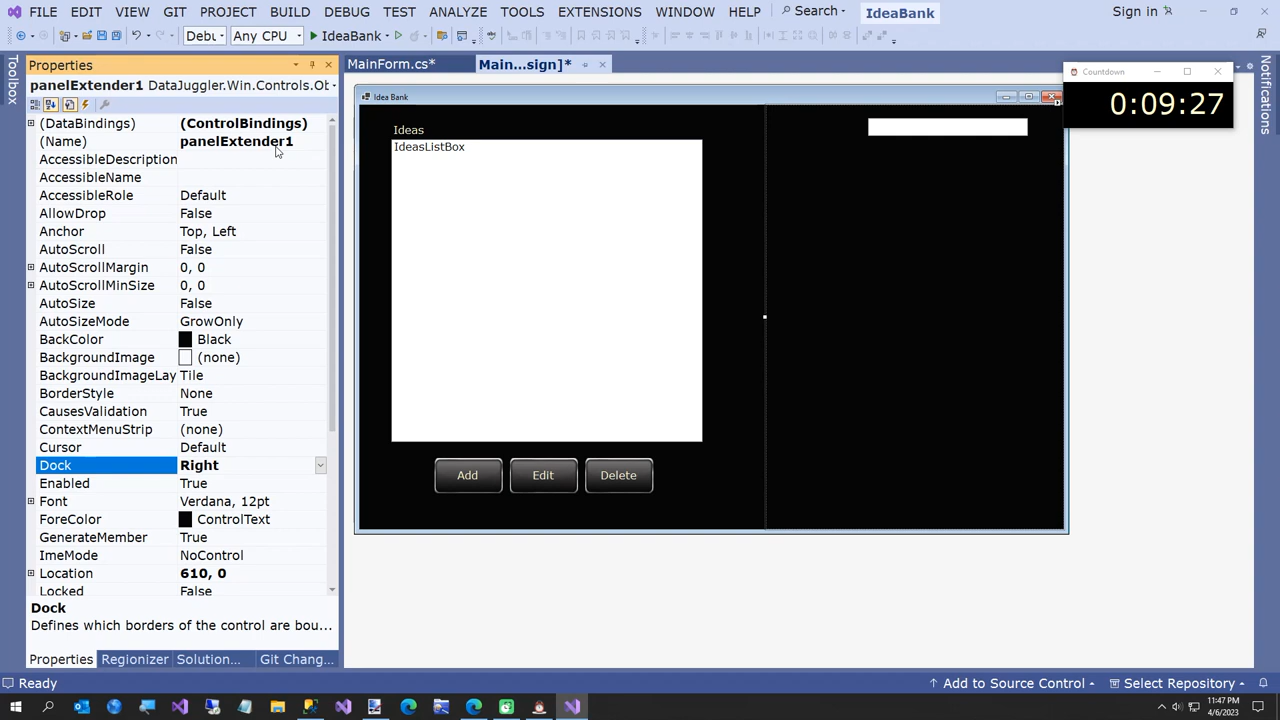 FILE EDIT VIEW GIT PROJECT BUILD DEBUG TEST ANALYZE TOOLS EXTENSIONS WINDOW HELP Search IdeaBank Sign in
Debu Any CPU IdeaBank
Toolbox
Properties
panelExtender1 DataJuggler.Win.Controls.Ob
(DataBindings) (ControlBindings)
(Name) panelExtender1
AccessibleDescription
AccessibleName
AccessibleRole Default
AllowDrop False
Anchor Top, Left
AutoScroll False
AutoScrollMargin 0, 0
AutoScrollMinSize 0, 0
AutoSize False
AutoSizeMode GrowOnly
BackColor Black
BackgroundImage (none)
BackgroundImageLay Tile
BorderStyle None
CausesValidation True
ContextMenuStrip (none)
Cursor Default
Dock Right
Enabled True
Font Verdana, 12pt
ForeColor ControlText
GenerateMember True
ImeMode NoControl
Location 610, 0
Locked False
Dock
Defines which borders of the control are bou...
Properties Regionizer Solution... Git Chang...
MainForm.cs* Main...sign]*
Idea Bank
Ideas
IdeasListBox
Add Edit Delete
Countdown
0:09:27
Notifications
Ready Add to Source Control Select Repository
11:47 PM
4/6/2023